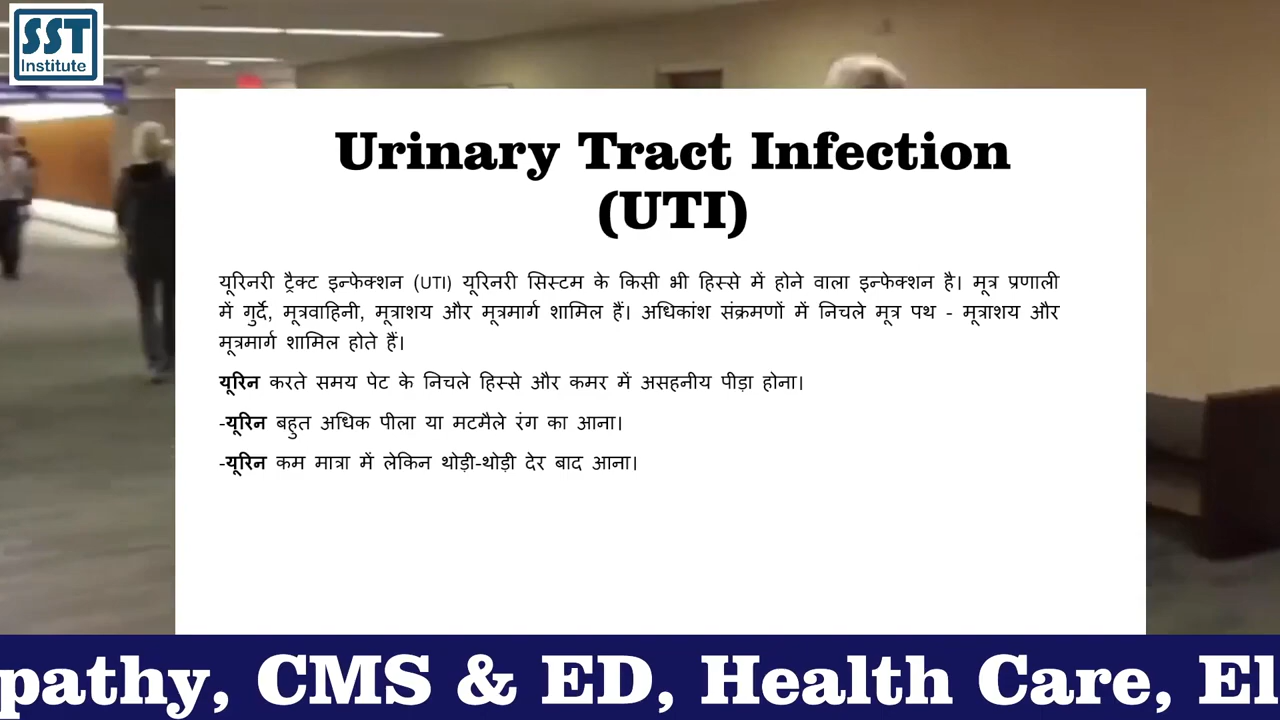 SST
Institute
Urinary Tract Infection
(UTI)
यूरिनरी ट्रैक्ट इन्फेक्शन (UTI) यूरिनरी सिस्टम के किसी भी हिस्से में होने वाला इन्फेक्शन है। मूत्र प्रणाली
में गुर्दे, मूत्रवाहिनी, मूत्राशय और मूत्रमार्ग शामिल हैं। अधिकांश संक्रमणों में निचले मूत्र पथ - मूत्राशय और
मूत्रमार्ग शामिल होते हैं।
यूरिन करते समय पेट के निचले हिस्से और कमर में असहनीय पीड़ा होना।
-यूरिन बहुत अधिक पीला या मटमैले रंग का आना।
-यूरिन कम मात्रा में लेकिन थोड़ी-थोड़ी देर बाद आना।
pathy, CMS & ED, Health Care, El